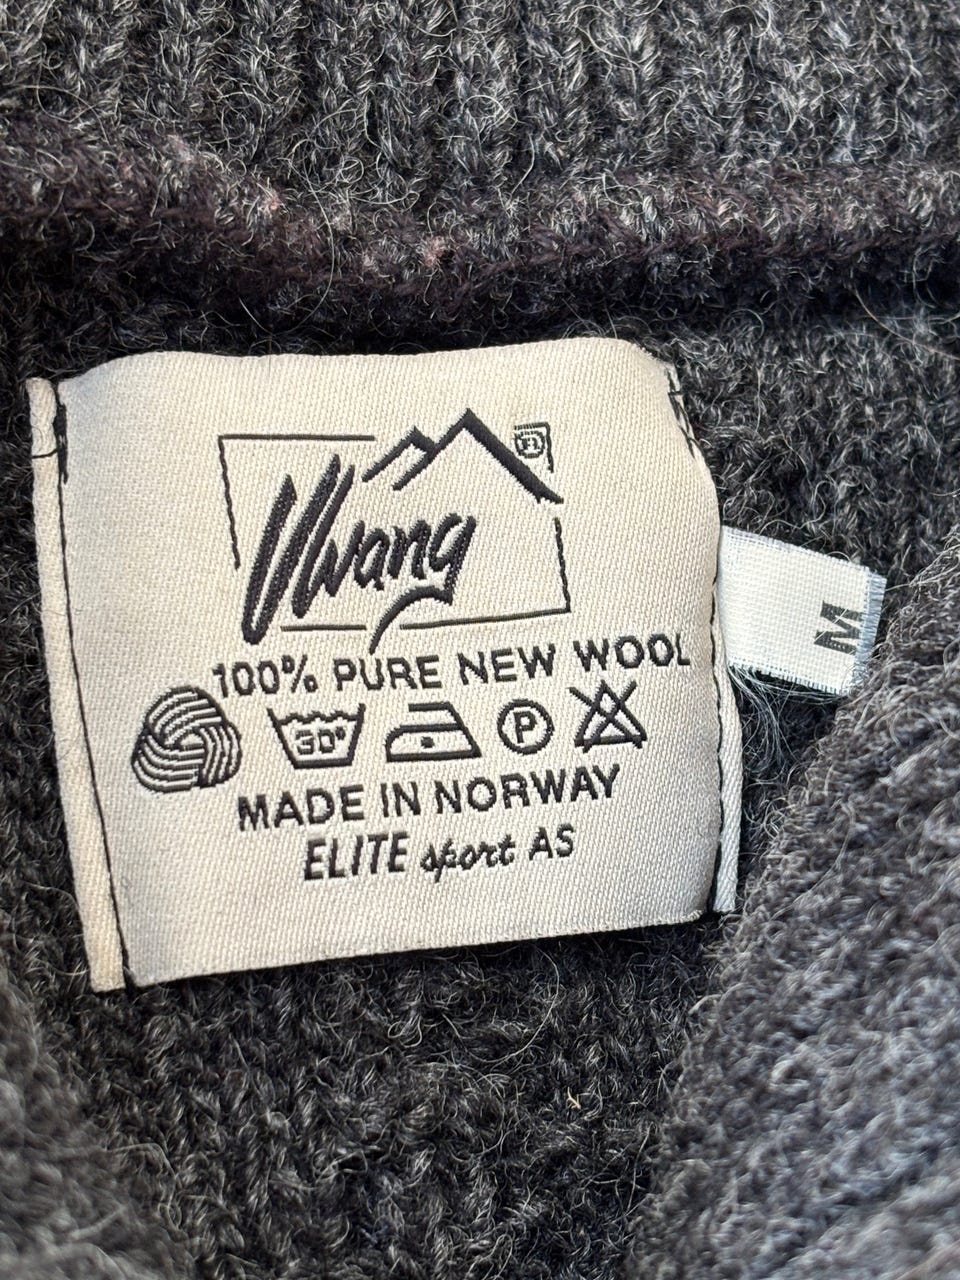 Ulvang
100% PURE NEW WOOL
30°
P
MADE IN NORWAY
ELITE sport AS
M